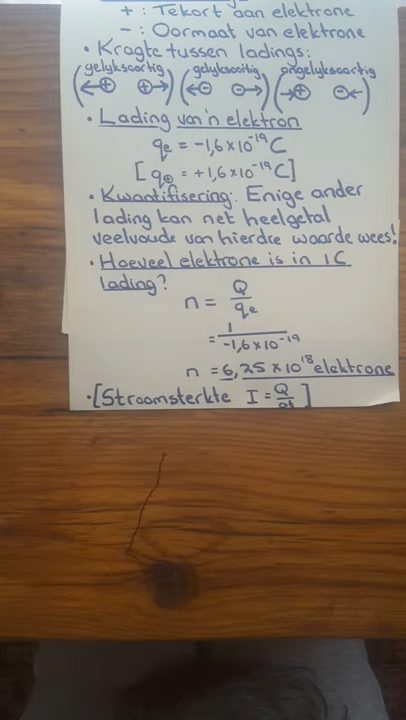 + : Tekort aan elektrone
- : Oormaat van elektrone
• Kragte tussen ladings:
gelyksoortig gelyksoortig ongelyksoortig
← ⊕ ⊕ → ← ⊖ ⊖ → → ⊕ ⊖ ←
• Lading van 'n elektron
qe = -1,6 × 10⁻¹⁹ C
[ q⊕ = +1,6 × 10⁻¹⁹ C ]
• Kwantifisering: Enige ander
lading kan net heelgetal
veelvoude van hierdie waarde wees!
• Hoeveel elektrone is in 1C
lading?
n = Q/qe
= 1/-1,6 × 10⁻¹⁹
n = 6,25 × 10¹⁸ elektrone
• [Stroomsterkte I = Q/Δt ]